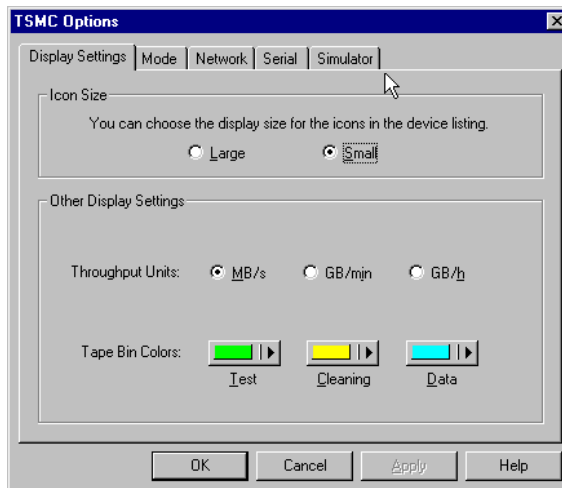 TSMC Options
Display Settings Mode Network Serial Simulator
Icon Size
You can choose the display size for the icons in the device listing.
Large Small
Other Display Settings
Throughput Units: MB/s GB/min GB/h
Tape Bin Colors:
Test Cleaning Data
OK Cancel Apply Help